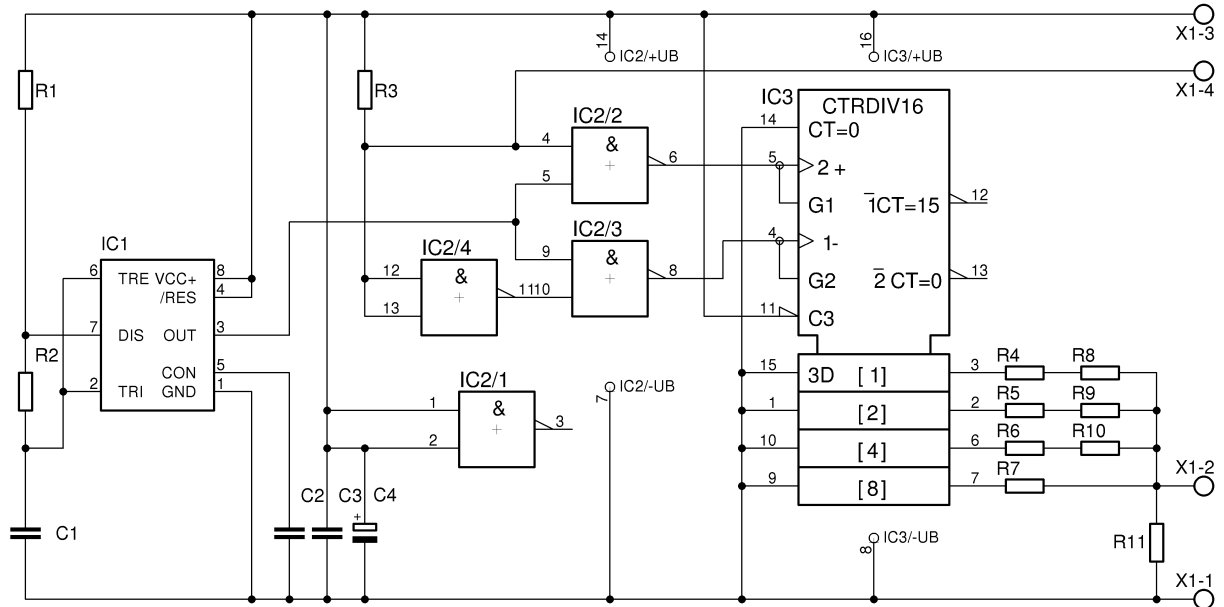 X1-3
14
IC2/+UB
16
IC3/+UB
X1-4
R1
R3
IC3
CTRDIV16
IC2/2
14
CT=0
4
&
+
6
5
2 +
5
G1
1CT=15
12
IC1
IC2/4
IC2/3
9
&
+
8
4
1-
6
TRE
VCC+
8
/RES
4
12
&
+
11
10
G2
2 CT=0
13
13
11
C3
7
DIS
OUT
3
R2
CON
5
2
TRI
GND
1
IC2/1
1
&
+
3
2
IC2/-UB
7
15
3D
[ 1]
3
R4
R8
1
[2]
2
R5
R9
10
[4]
6
R6
R10
9
[8]
7
R7
X1-2
C1
C2
C3
C4
+
IC3/-UB
8
R11
X1-1